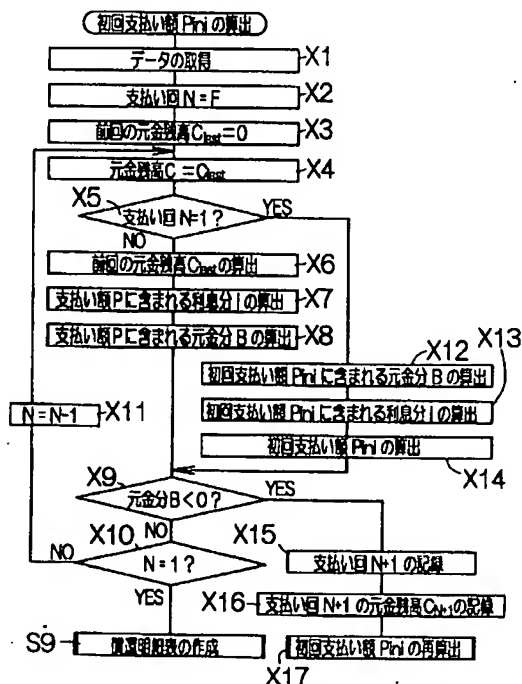 初回支払い額 Pini の算出
データの取得
X1
支払い回 N = F
X2
前回の元金残高 Clast = 0
X3
元金残高 C = Clast
X4
X5
支払い回 N=1?
YES
NO
前回の元金残高 Clast の算出
X6
支払い額 P に含まれる利息分 I の算出
X7
支払い額 P に含まれる元金分 B の算出
X8
X12
X13
初回支払い額 Pini に含まれる元金分 B の算出
N = N-1
X11
初回支払い額 Pini に含まれる利息分 I の算出
初回支払い額 Pini の算出
X14
X9
元金分 B < 0?
YES
NO
X10
N = 1?
NO
YES
X15
支払い回 N+1 の記録
X16
支払い回 N+1 の元金残高 CN+1 の記録
S9
償還明細表の作成
初回支払い額 Pini の再算出
X17